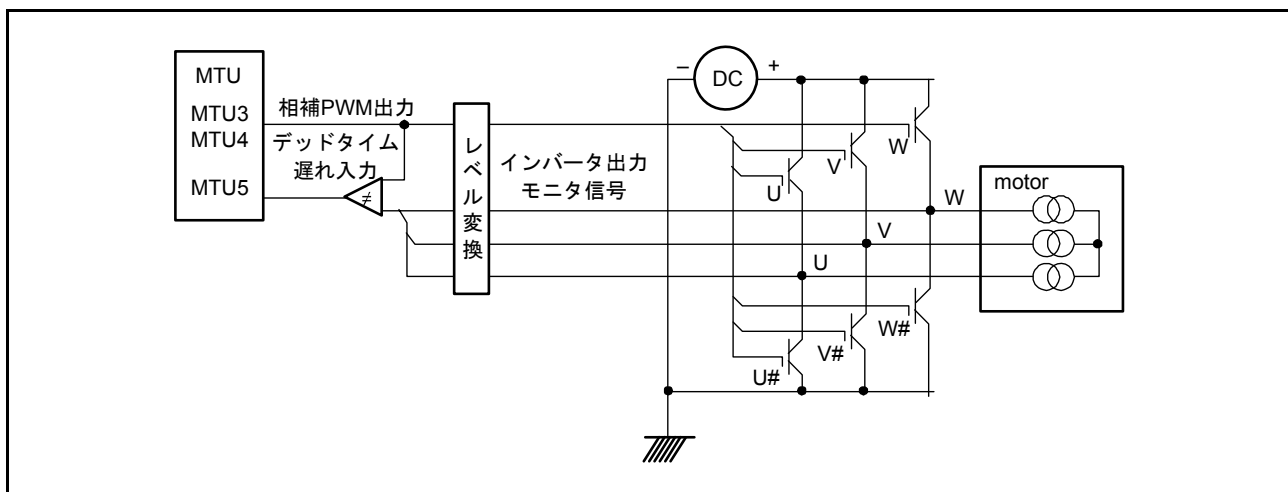 MTU
MTU3
MTU4
MTU5
相補PWM出力
デッドタイム
遅れ入力
≠
レベル変換
インバータ出力
モニタ信号
−
DC
+
U
V
W
W
V
U
U#
V#
W#
motor